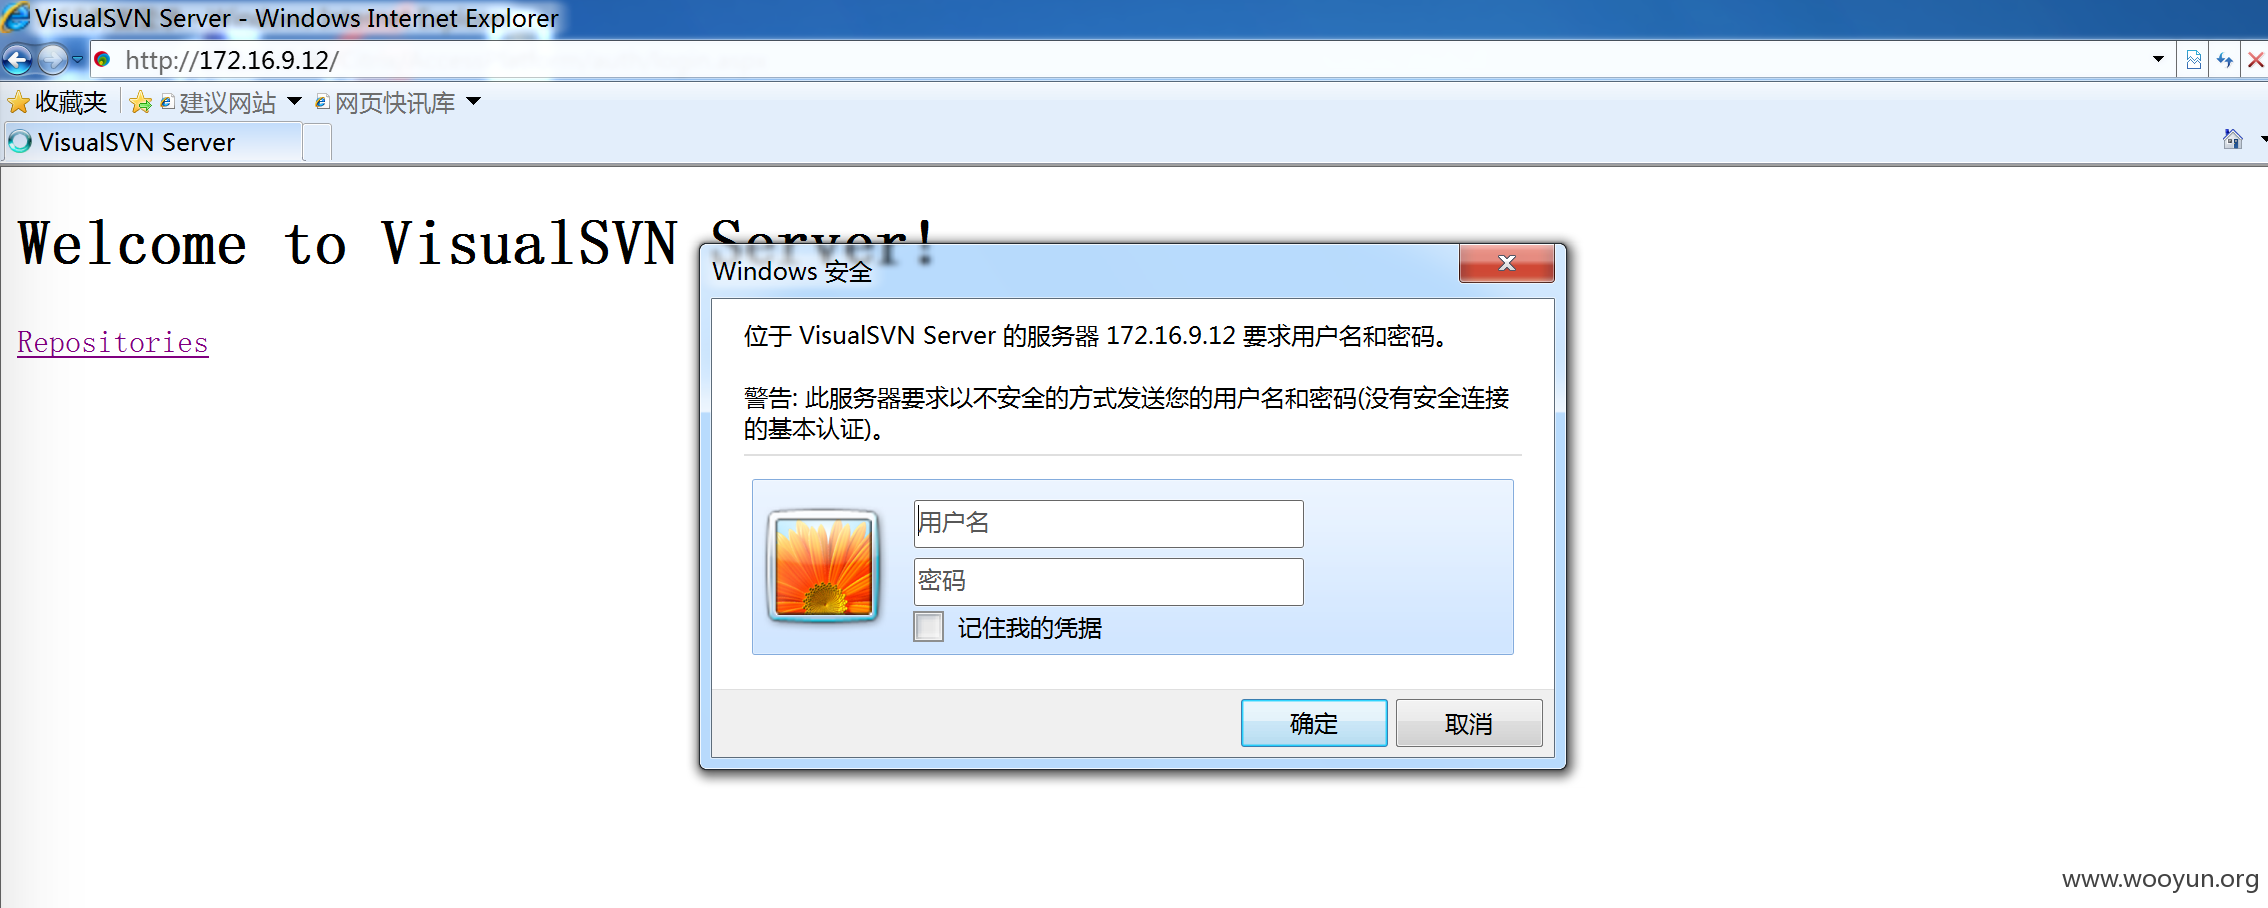 VisualSVN Server - Windows Internet Explorer
http://172.16.9.12/
收藏夹 建议网站 网页快讯库
VisualSVN Server
Welcome to VisualSVN Server!
Repositories
Windows 安全
位于 VisualSVN Server 的服务器 172.16.9.12 要求用户名和密码。
警告: 此服务器要求以不安全的方式发送您的用户名和密码(没有安全连接
的基本认证)。
用户名
密码
记住我的凭据
确定 取消
www.wooyun.org